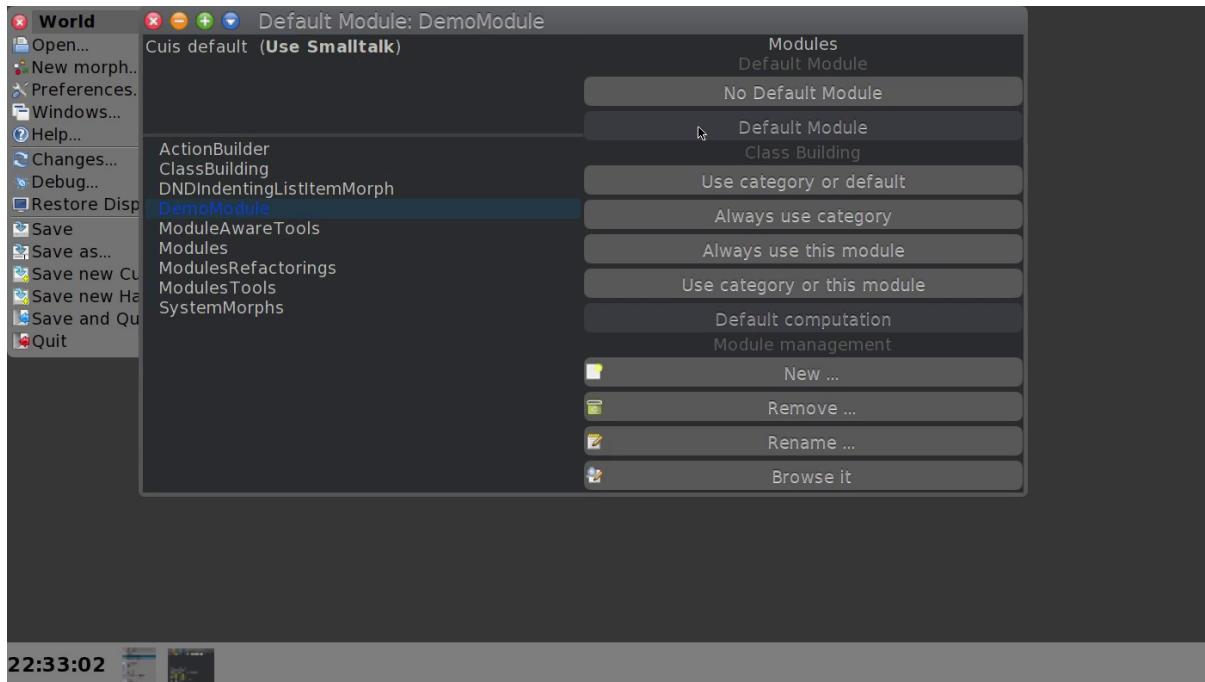 World
Open...
New morph..
Preferences.
Windows...
Help...
Changes...
Debug...
Restore Disp
Save
Save as...
Save new Cu
Save new Ha
Save and Qu
Quit
Default Module: DemoModule
Cuis default (Use Smalltalk)
ActionBuilder
ClassBuilding
DNDIndentingListItemMorph
DemoModule
ModuleAwareTools
Modules
ModulesRefactorings
ModulesTools
SystemMorphs
Modules
Default Module
No Default Module
Default Module
Class Building
Use category or default
Always use category
Always use this module
Use category or this module
Default computation
Module management
New ...
Remove ...
Rename ...
Browse it
22:33:02